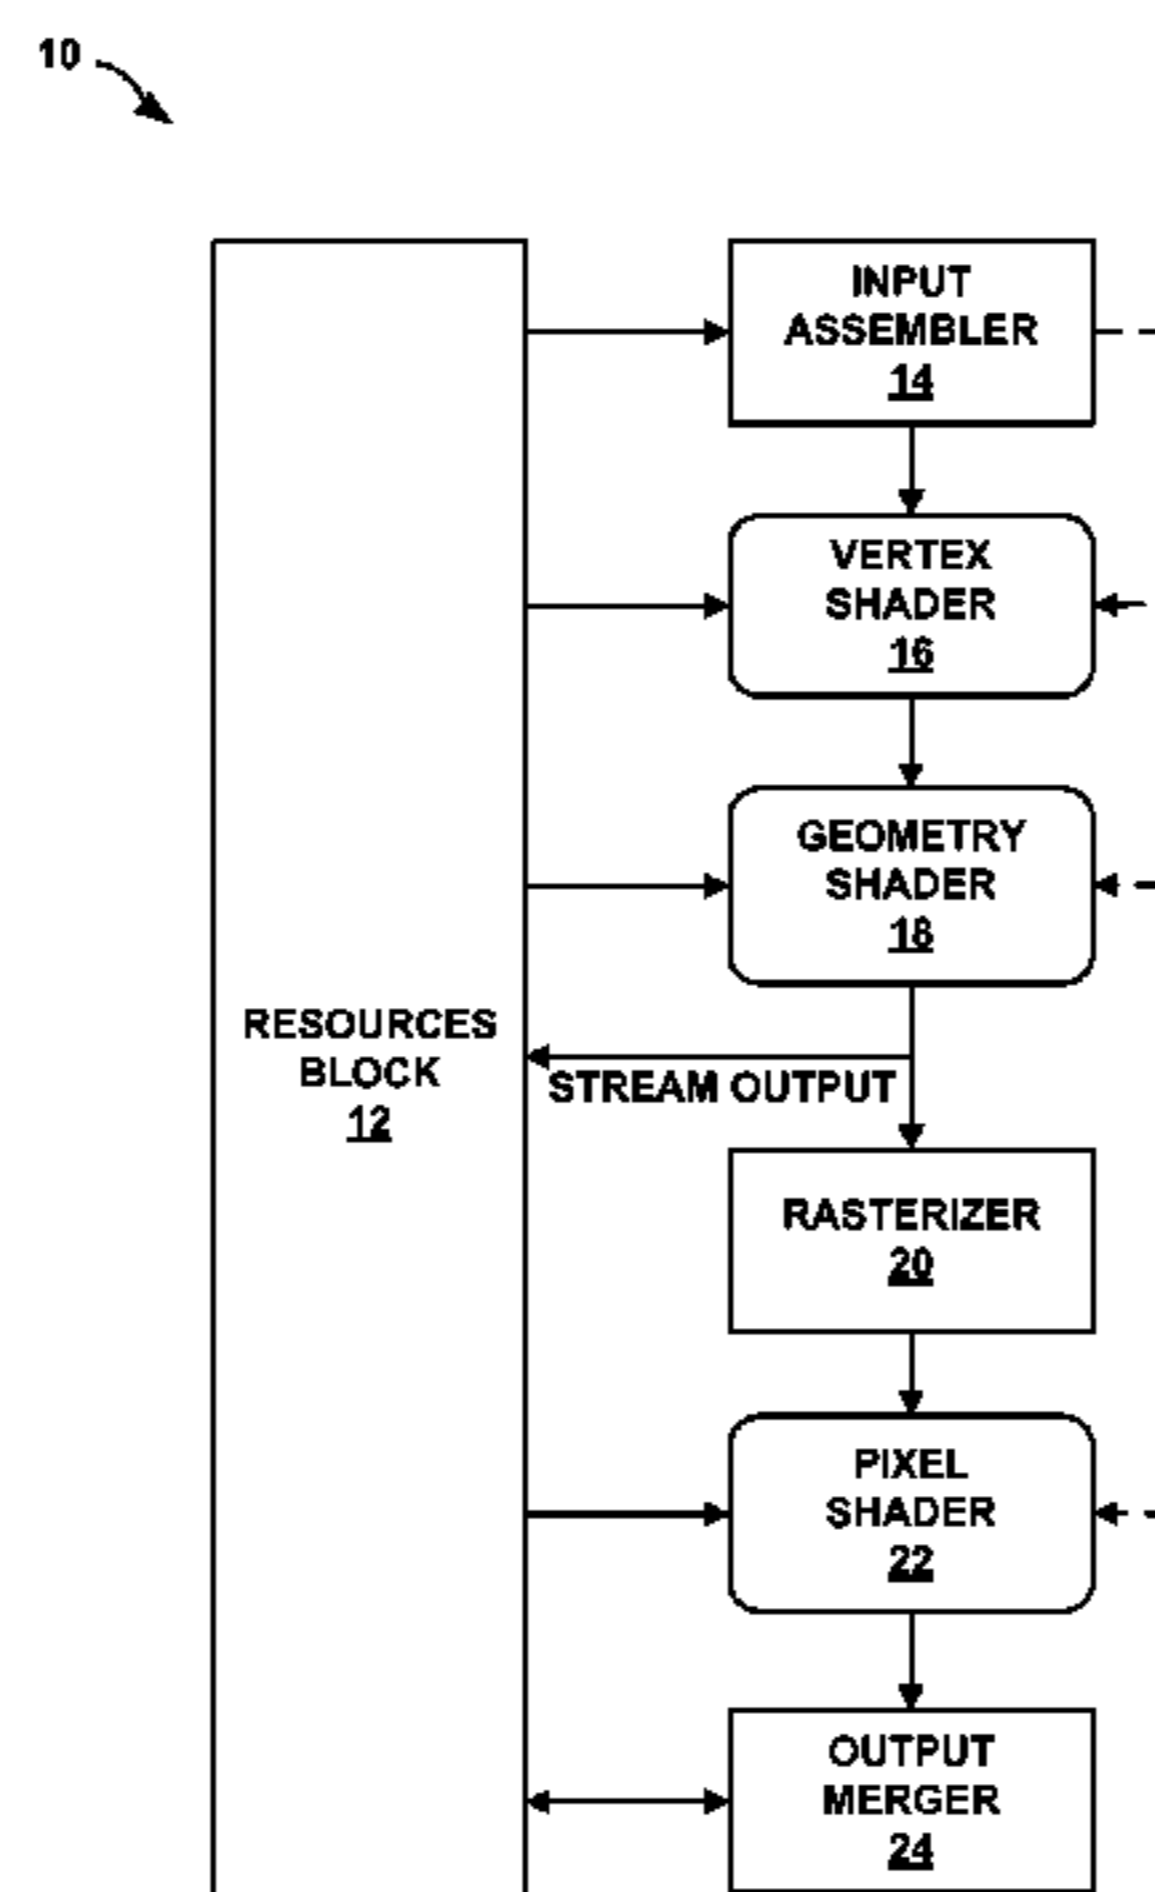 10
INPUT
ASSEMBLER
14
VERTEX
SHADER
16
GEOMETRY
SHADER
18
RESOURCES
BLOCK
12
STREAM OUTPUT
RASTERIZER
20
PIXEL
SHADER
22
OUTPUT
MERGER
24